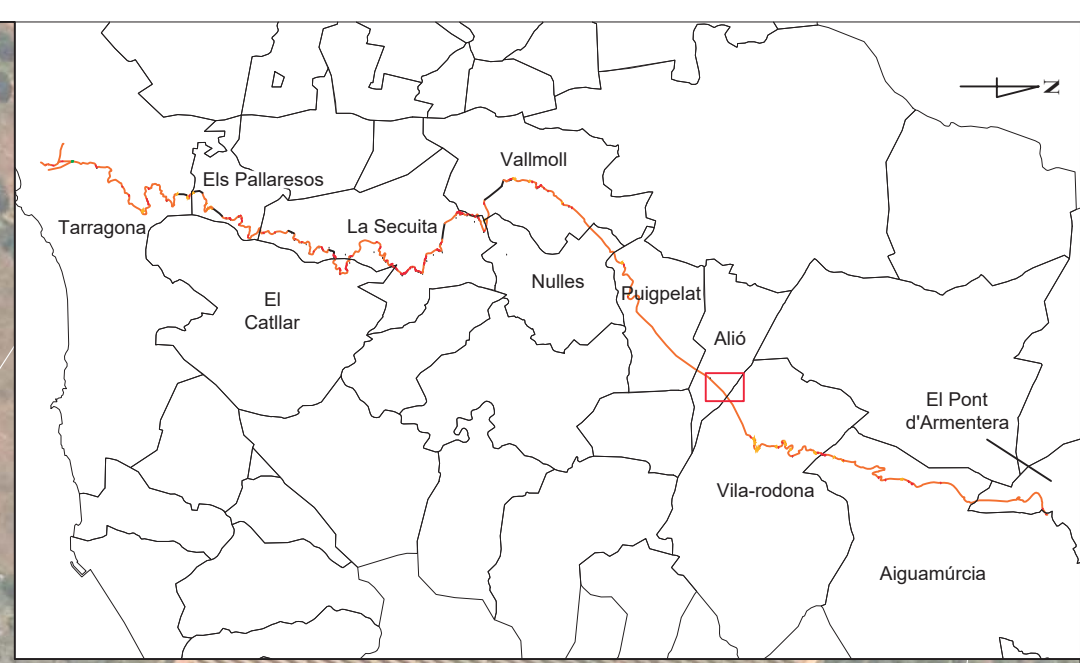 N
Vallmoll
Els Pallaresos
Tarragona
La Secuita
Nulles
Puigpelat
El
Catllar
Alió
El Pont
d'Armentera
Vila-rodona
Aiguamúrcia